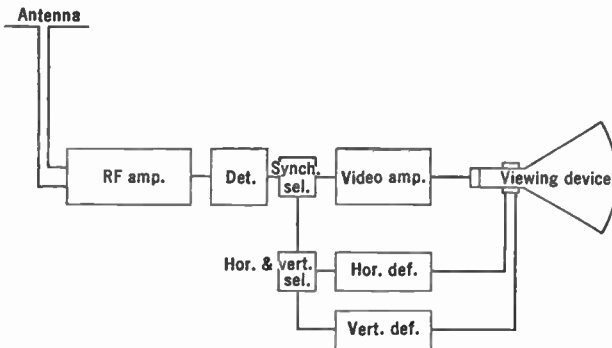 Antenna
RF amp.
Det.
Synch.
sel.
Video amp.
Viewing device
Hor. & vert.
sel.
Hor. def.
Vert. def.